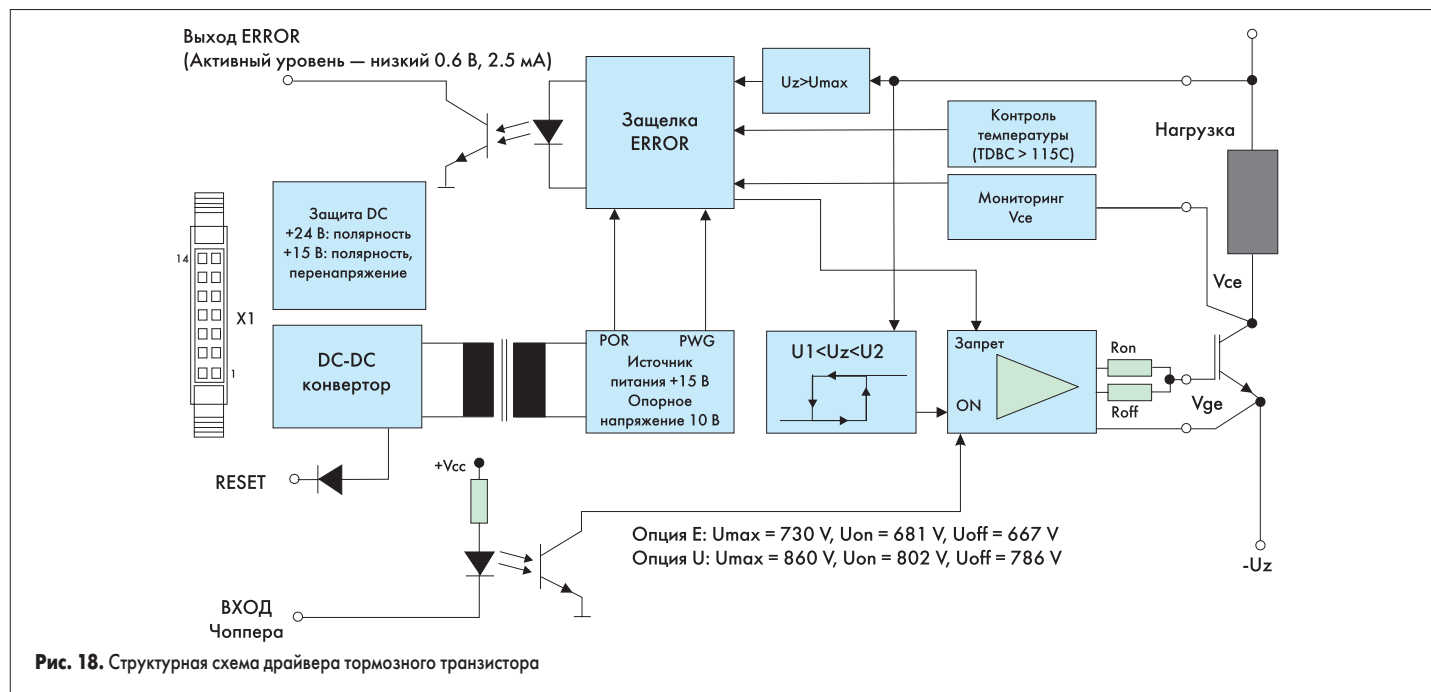 Выход ERROR
(Активный уровень — низкий 0.6 В, 2.5 мА)
Защелка
ERROR
Uz>Umax
Контроль
температуры
(TDBC > 115C)
Мониторинг
Vce
Нагрузка
Защита DC
+24 В: полярность
+15 В: полярность,
перенапряжение
14
X1
1
DC-DC
конвертор
POR
PWG
Источник
питания +15 В
Опорное
напряжение 10 В
U1<Uz<U2
Запрет
ON
Ron
Roff
Vce
Vge
RESET
+Vcc
Опция E: Umax = 730 V, Uon = 681 V, Uoff = 667 V
Опция U: Umax = 860 V, Uon = 802 V, Uoff = 786 V
-Uz
ВХОД
Чоппера
Рис. 18. Структурная схема драйвера тормозного транзистора